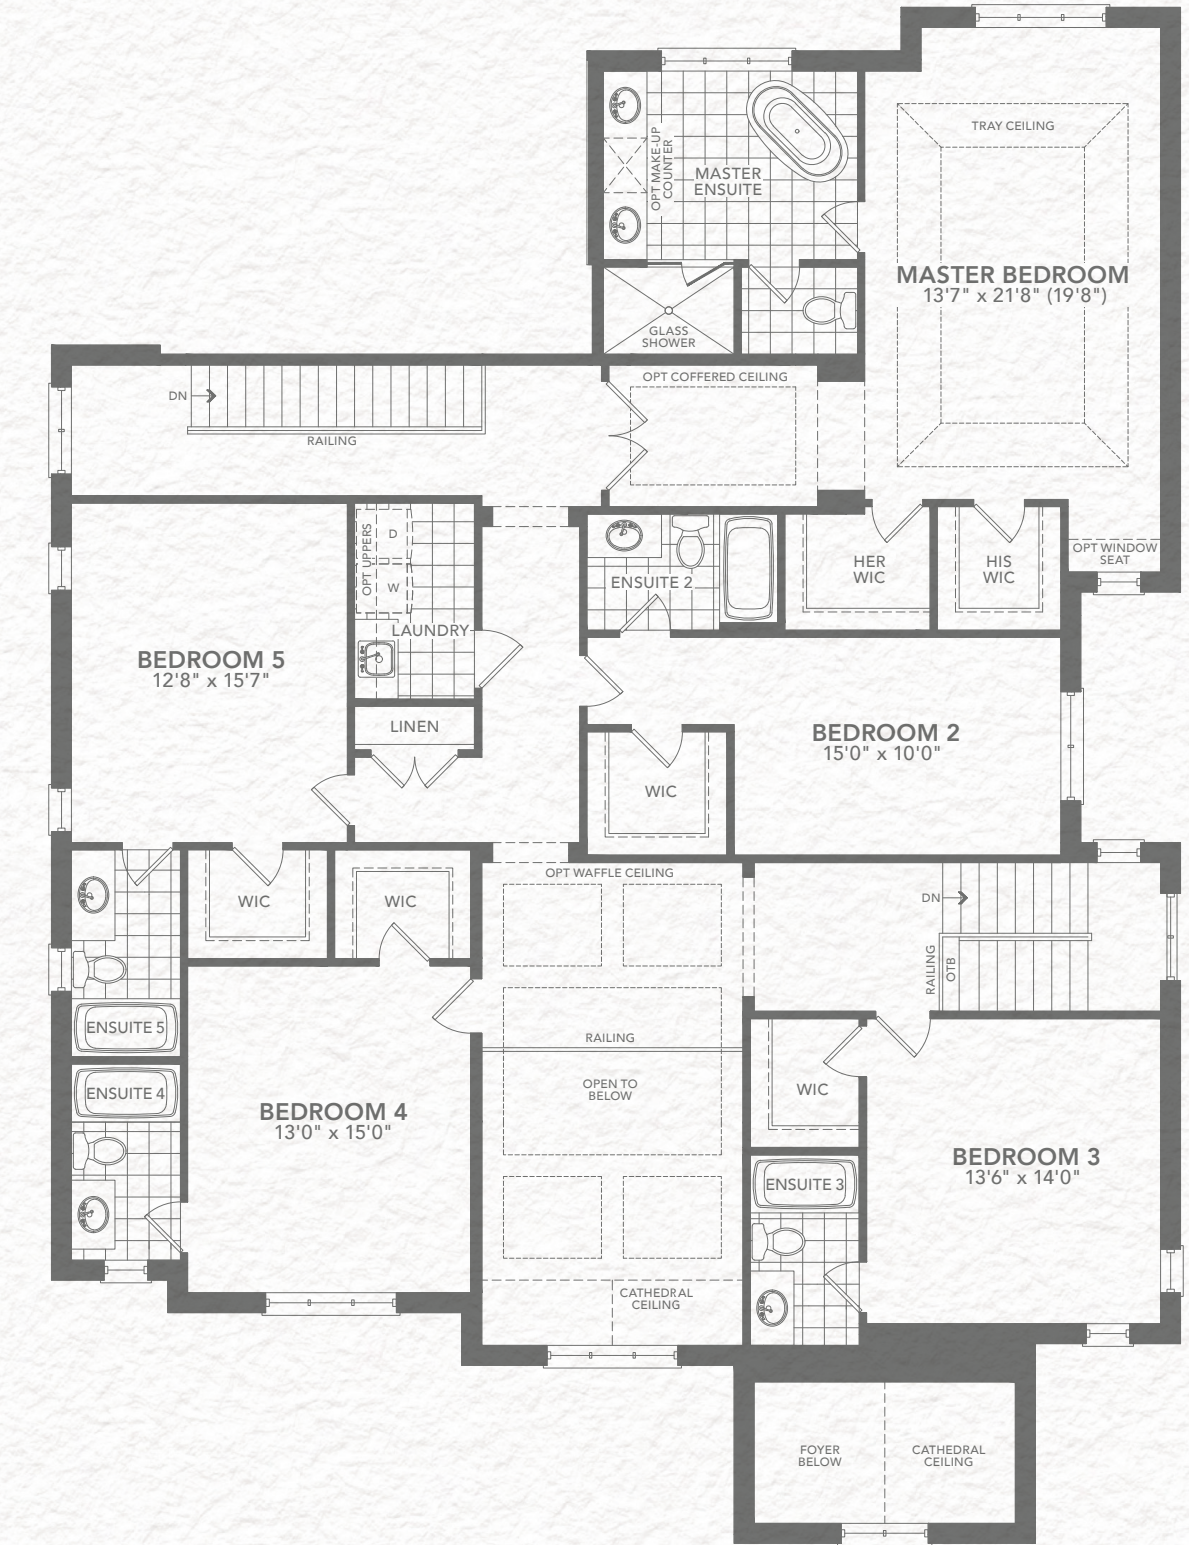 TRAY CEILING
OPT MAKE-UP
COUNTER
MASTER
ENSUITE
MASTER BEDROOM
13'7" x 21'8" (19'8")
GLASS
SHOWER
OPT COFFERED CEILING
DN
RAILING
OPT UPPERS
D
W
LAUNDRY
ENSUITE 2
HER
WIC
HIS
WIC
OPT WINDOW
SEAT
BEDROOM 5
12'8" x 15'7"
LINEN
BEDROOM 2
15'0" x 10'0"
WIC
OPT WAFFLE CEILING
WIC
WIC
DN
RAILING
OTB
ENSUITE 5
RAILING
OPEN TO
BELOW
WIC
ENSUITE 4
BEDROOM 4
13'0" x 15'0"
BEDROOM 3
13'6" x 14'0"
ENSUITE 3
CATHEDRAL
CEILING
FOYER
BELOW
CATHEDRAL
CEILING